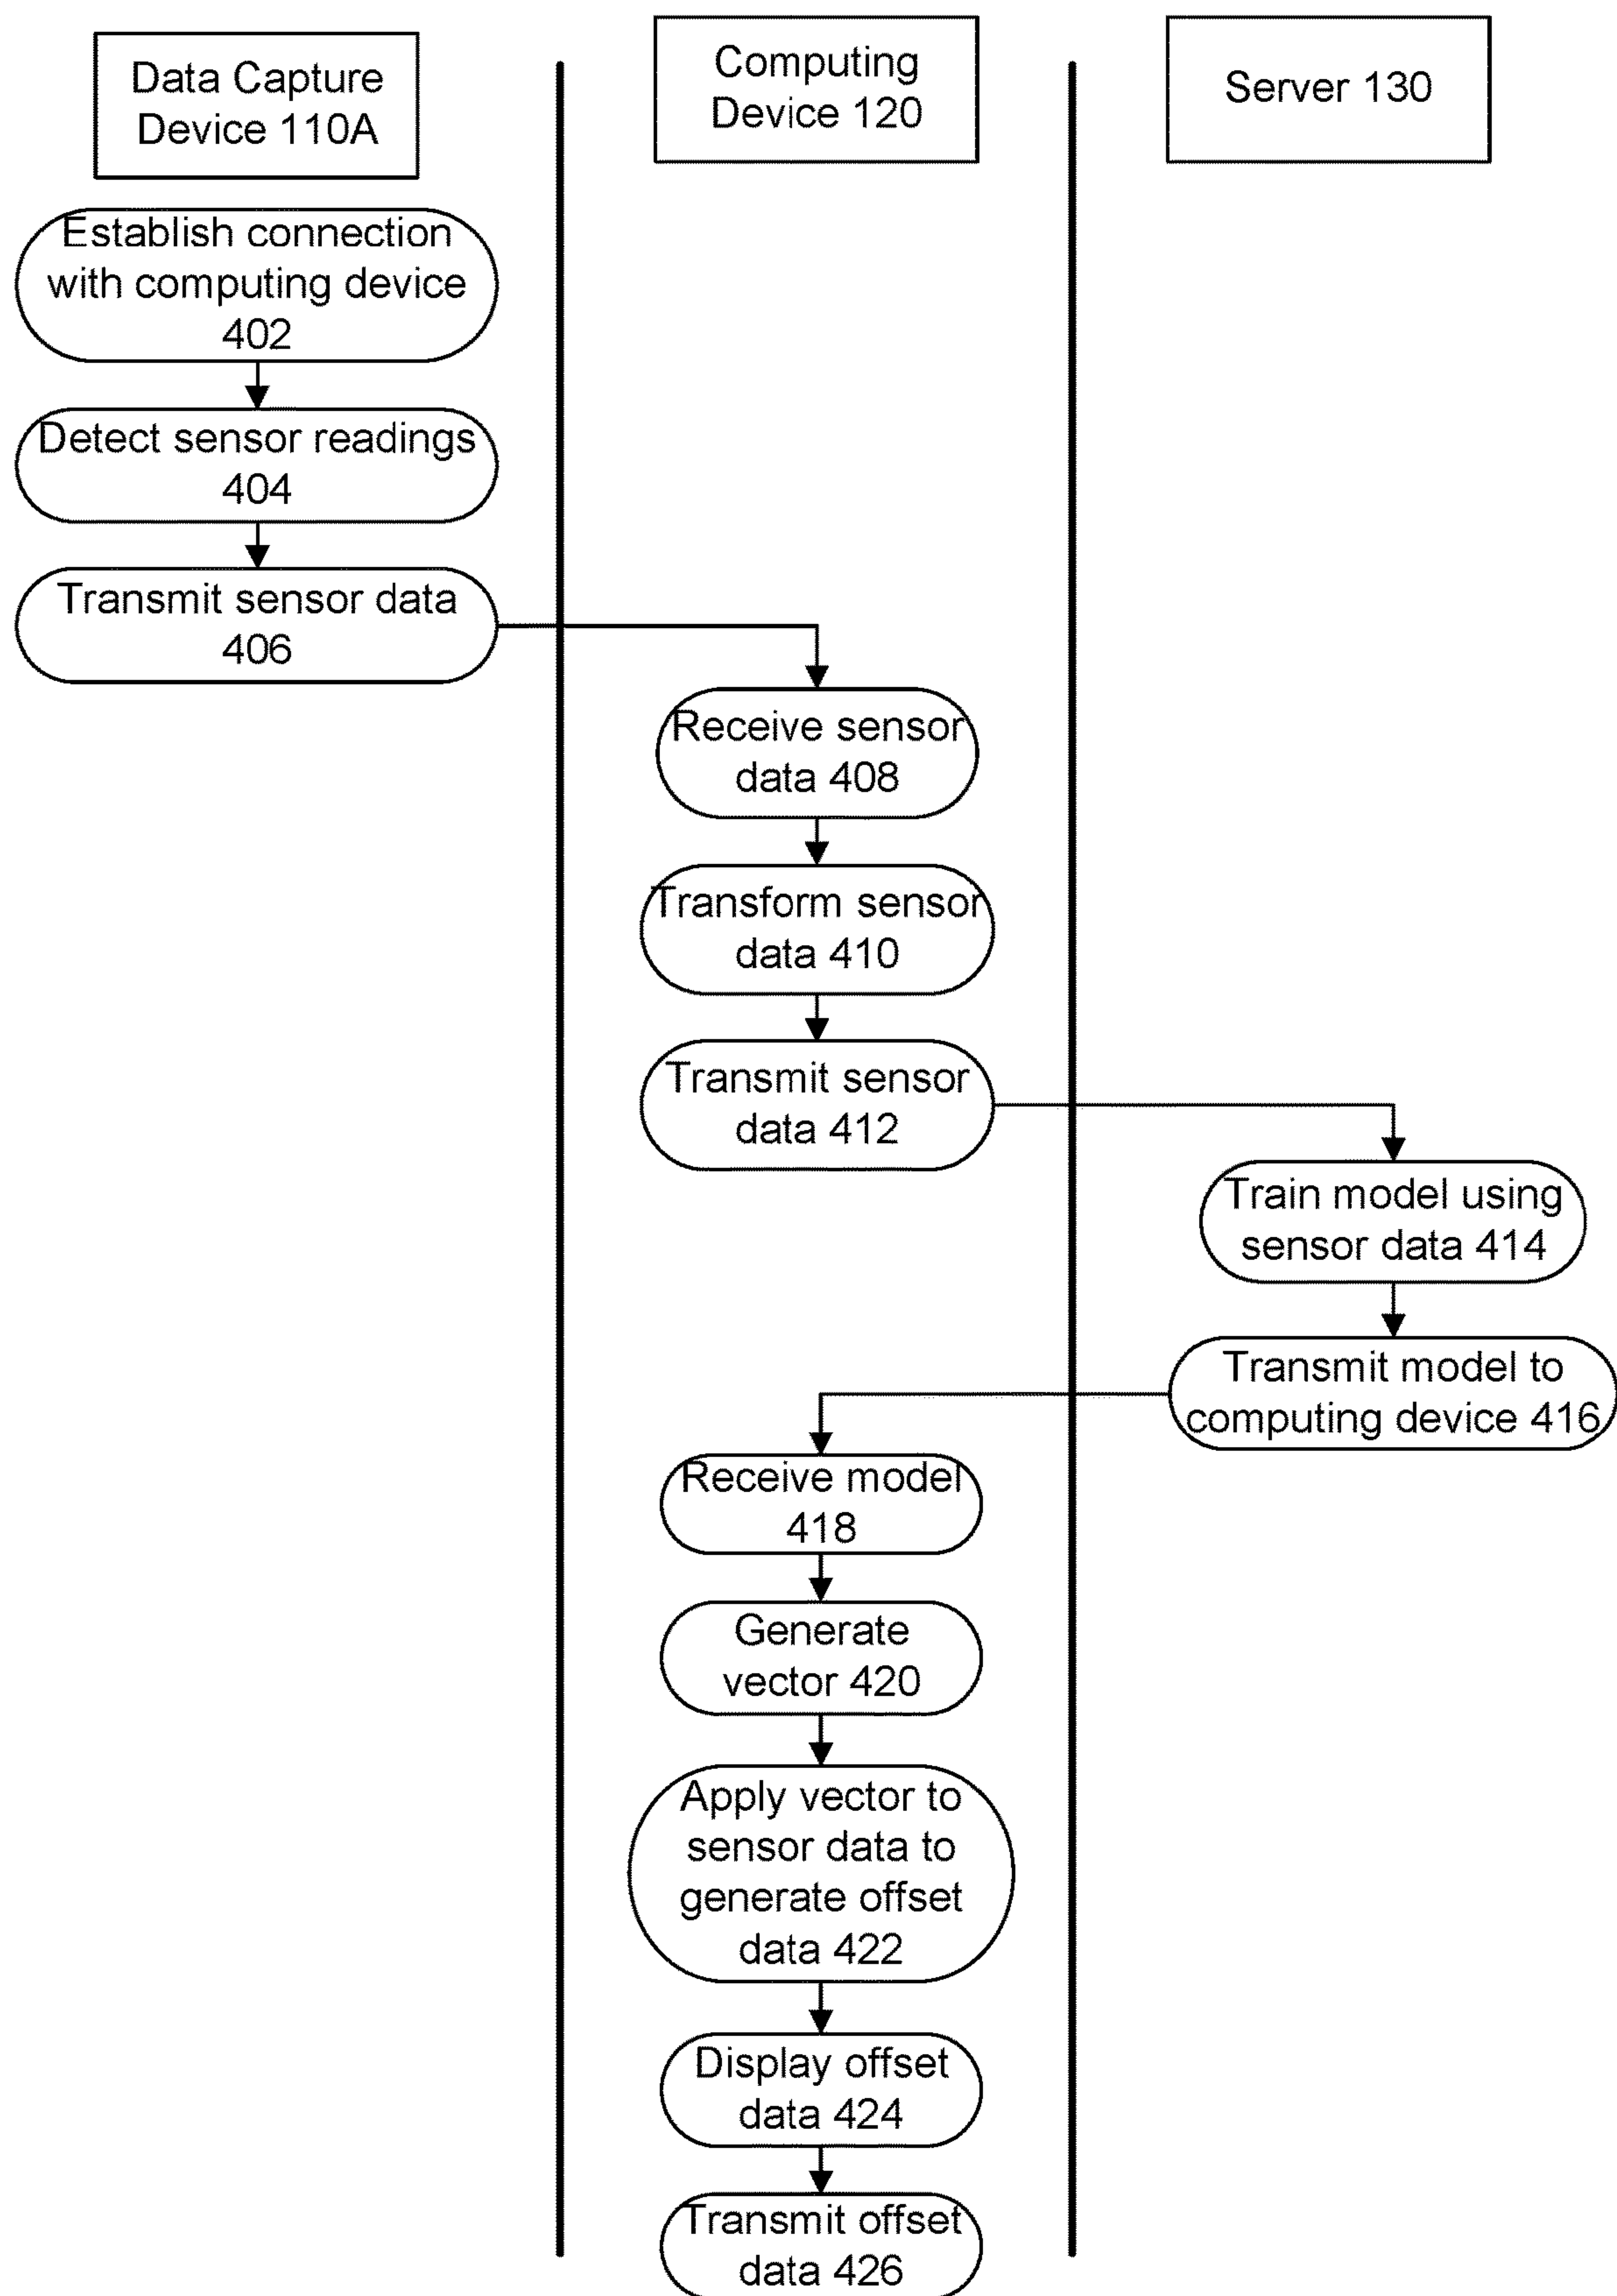 Data Capture
Device 110A
Computing
Device 120
Server 130
Establish connection
with computing device
402
Detect sensor readings
404
Transmit sensor data
406
Receive sensor
data 408
Transform sensor
data 410
Transmit sensor
data 412
Train model using
sensor data 414
Transmit model to
computing device 416
Receive model
418
Generate
vector 420
Apply vector to
sensor data to
generate offset
data 422
Display offset
data 424
Transmit offset
data 426